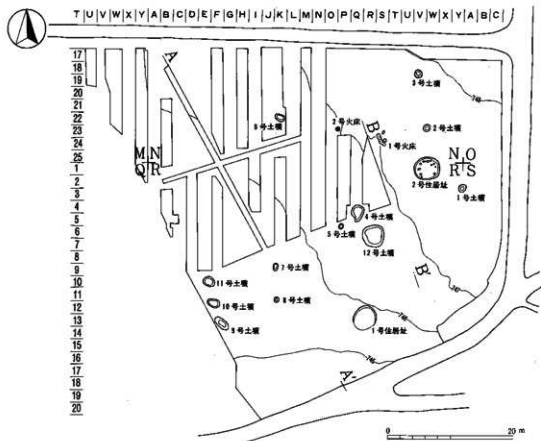 T U V W X Y A B C D E F G H I J K L M N O P Q R S T U V W X Y A B C
17
18
19
20
21
22
23
24
25
1
2
3
4
5
6
7
8
9
10
11
12
13
14
15
16
17
18
19
20
A
3号土壙
6号土壙
2号火床
B
1号火床
2号土壙
M N
Q R
N O
R S
2号住居址
1号土壙
4号土壙
5号土壙
12号土壙
7号土壙
B'
11号土壙
8号土壙
10号土壙
9号土壙
1号住居址
A'
0 20 m